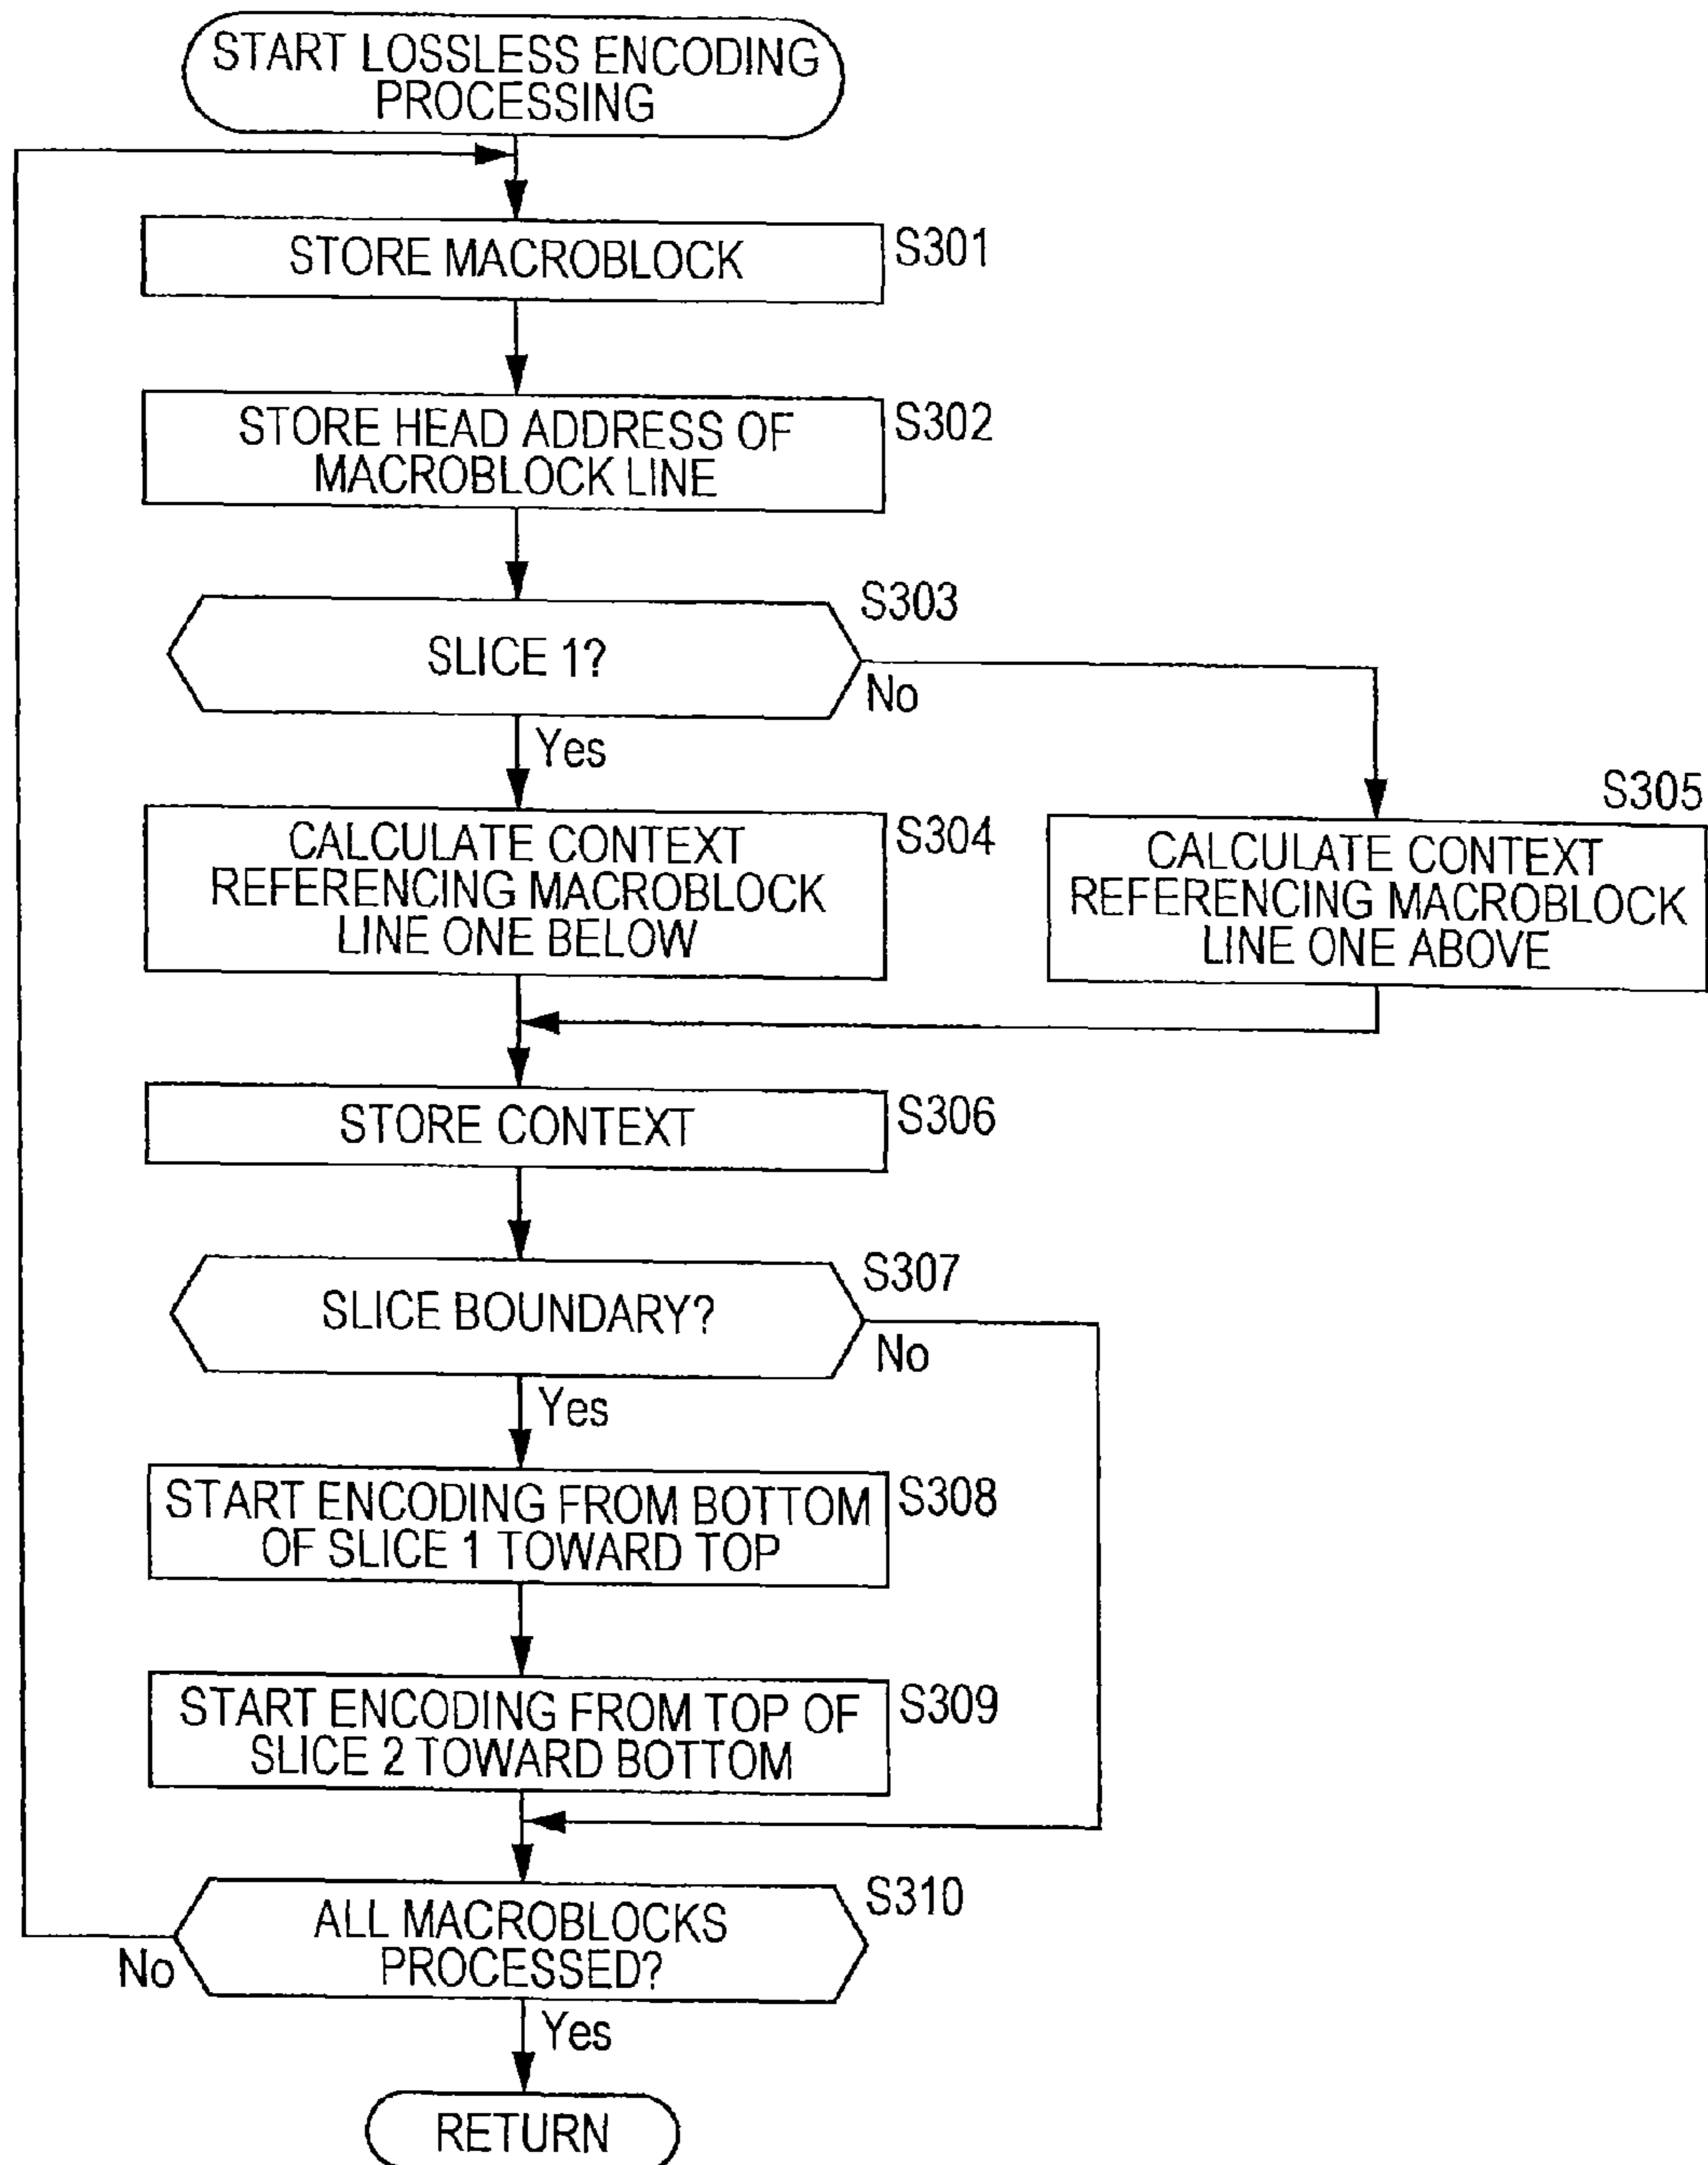 START LOSSLESS ENCODING
PROCESSING
STORE MACROBLOCK
S301
STORE HEAD ADDRESS OF
MACROBLOCK LINE
S302
S303
SLICE 1?
No
Yes
CALCULATE CONTEXT
REFERENCING MACROBLOCK
LINE ONE BELOW
S304
S305
CALCULATE CONTEXT
REFERENCING MACROBLOCK
LINE ONE ABOVE
STORE CONTEXT
S306
S307
SLICE BOUNDARY?
No
Yes
START ENCODING FROM BOTTOM
OF SLICE 1 TOWARD TOP
S308
START ENCODING FROM TOP OF
SLICE 2 TOWARD BOTTOM
S309
S310
ALL MACROBLOCKS
PROCESSED?
No
Yes
RETURN